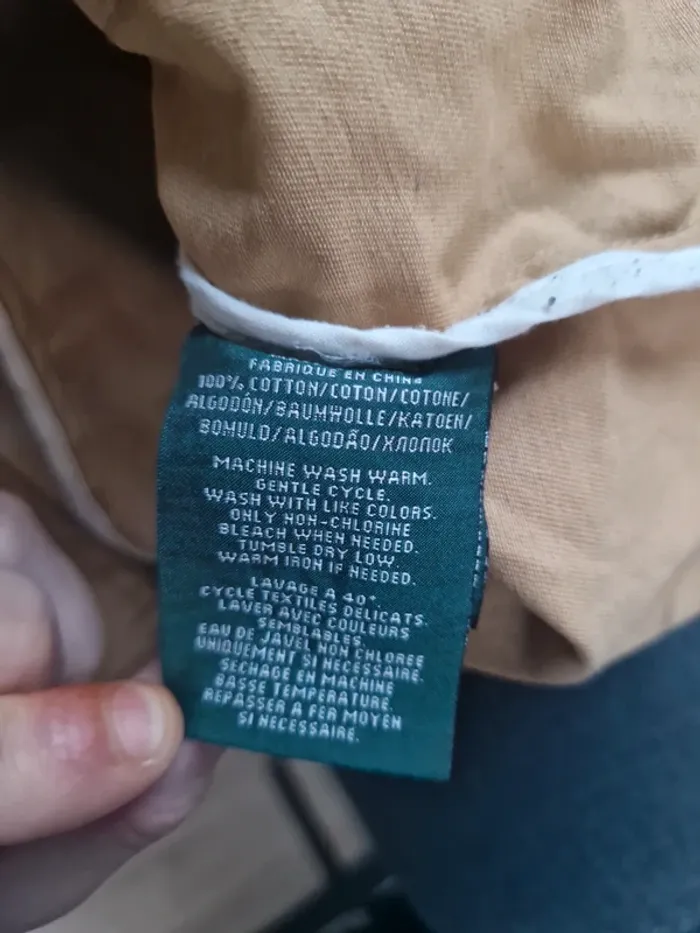 FABRIQUE EN CHINE
100% COTTON/COTON/COTONE/
ALGODÓN/BAUMWOLLE/KATOEN/
BOMULD/ALGODÃO/ХЛОПОК
MACHINE WASH WARM.
GENTLE CYCLE.
WASH WITH LIKE COLORS.
ONLY NON-CHLORINE
BLEACH WHEN NEEDED.
TUMBLE DRY LOW.
WARM IRON IF NEEDED.
LAVAGE A 40°.
CYCLE TEXTILES DELICATS.
LAVER AVEC COULEURS
SEMBLABLES.
EAU DE JAVEL NON CHLOREE
UNIQUEMENT SI NECESSAIRE.
SECHAGE EN MACHINE
BASSE TEMPERATURE.
REPASSER A FER MOYEN
SI NECESSAIRE.